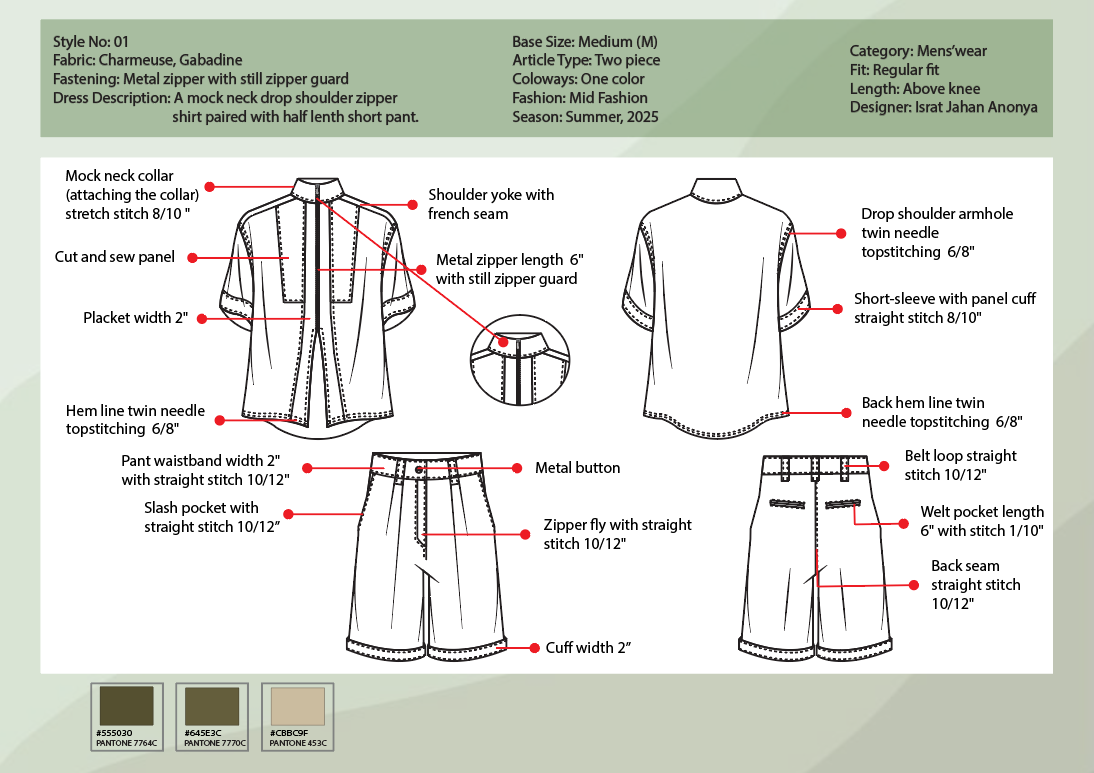 Style No: 01
Fabric: Charmeuse, Gabadine
Fastening: Metal zipper with still zipper guard
Dress Description: A mock neck drop shoulder zipper
shirt paired with half lenth short pant.
Base Size: Medium (M)
Article Type: Two piece
Coloways: One color
Fashion: Mid Fashion
Season: Summer, 2025
Category: Mens'wear
Fit: Regular fit
Length: Above knee
Designer: Israt Jahan Anonya
Mock neck collar
(attaching the collar)
stretch stitch 8/10 "
Cut and sew panel
Placket width 2"
Hem line twin needle
topstitching 6/8"
Shoulder yoke with
french seam
Metal zipper length 6"
with still zipper guard
Drop shoulder armhole
twin needle
topstitching 6/8"
Short-sleeve with panel cuff
straight stitch 8/10"
Back hem line twin
needle topstitching 6/8"
Pant waistband width 2"
with straight stitch 10/12"
Slash pocket with
straight stitch 10/12”
Metal button
Zipper fly with straight
stitch 10/12"
Cuff width 2”
Belt loop straight
stitch 10/12"
Welt pocket length
6" with stitch 1/10"
Back seam
straight stitch
10/12"
#555030
PANTONE 7764C
#645E3C
PANTONE 7770C
#CBBC9F
PANTONE 453C